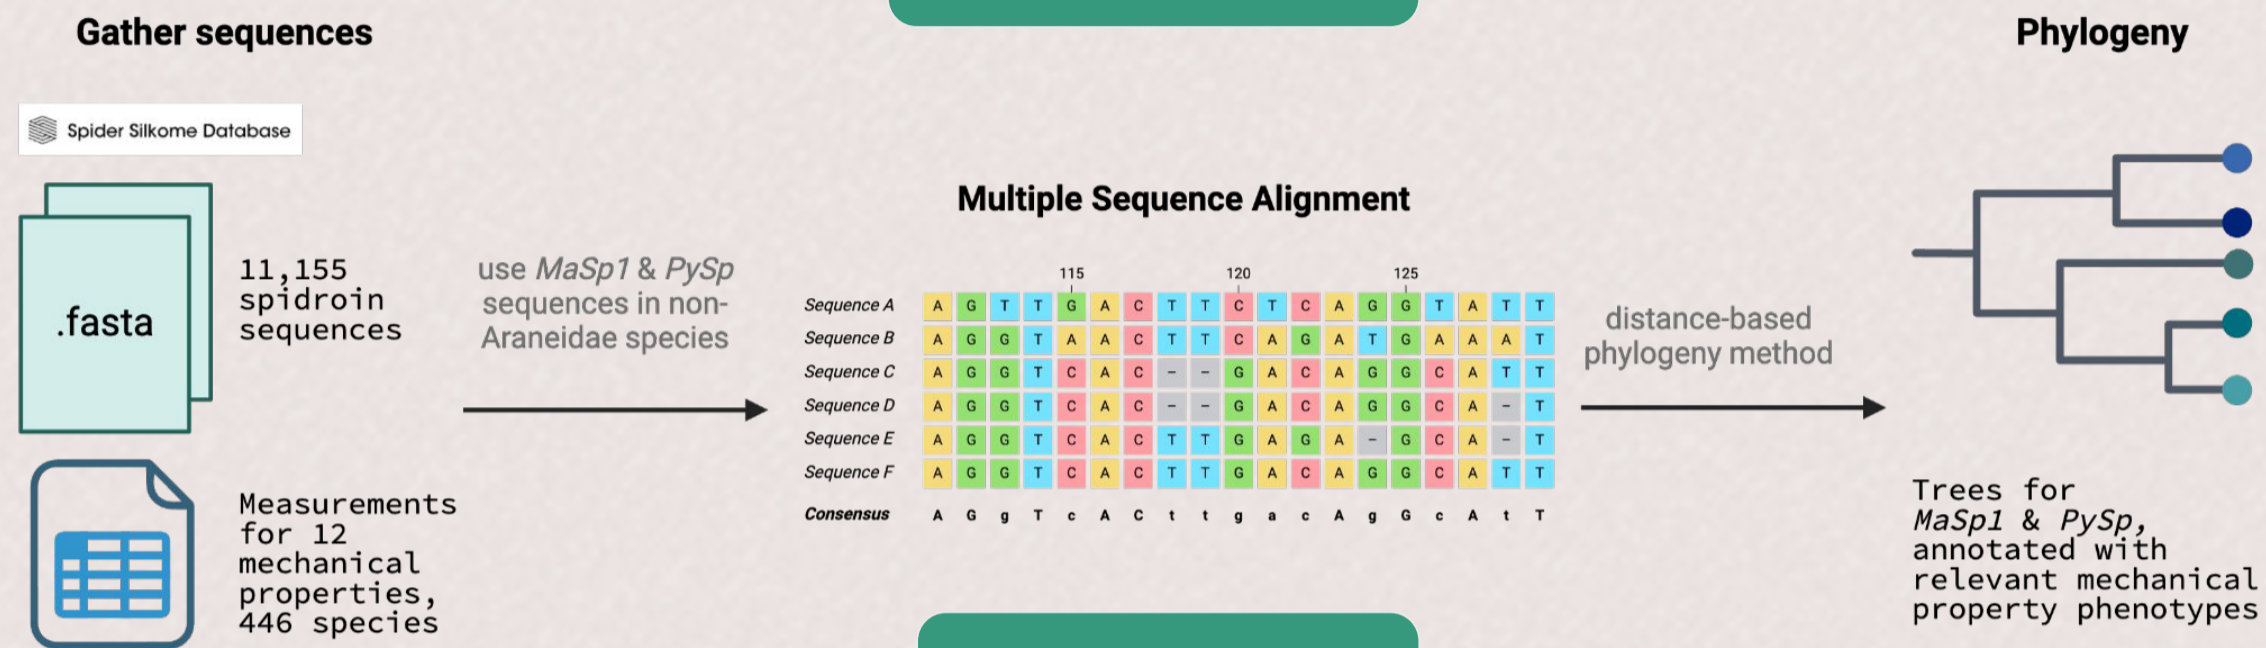 Gather sequences
Spider Silkome Database
.fasta
11,155
spidroin
sequences
Measurements
for 12
mechanical
properties,
446 species
use MaSp1 & PySp
sequences in non-
Araneidae species
Multiple Sequence Alignment
115 120 125
Sequence A A G T T G A C T T C T C A G G T A T T
Sequence B A G G T A A C T T C A G A T G A A A T
Sequence C A G G T C A C - - G A C A G G C A T T
Sequence D A G G T C A C - - G A C A G G C A - T
Sequence E A G G T C A C T T G A G A - G C A - T
Sequence F A G G T C A C T T G A C A G G C A T T
Consensus A G g T c A C t t g a c A g G c A t T
distance-based
phylogeny method
Phylogeny
Trees for
MaSp1 & PySp,
annotated with
relevant mechanical
property phenotypes